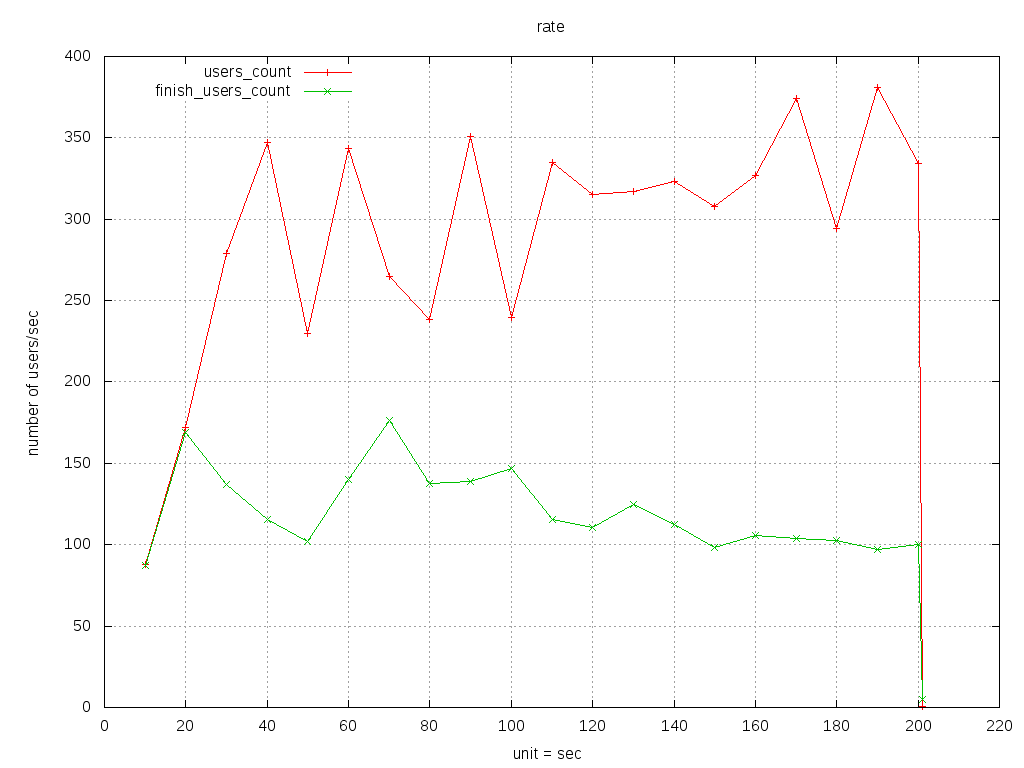 rate
400
users_count
finish_users_count
350
300
250
200
150
100
50
0
number of users/sec
0 20 40 60 80 100 120 140 160 180 200 220
unit = sec